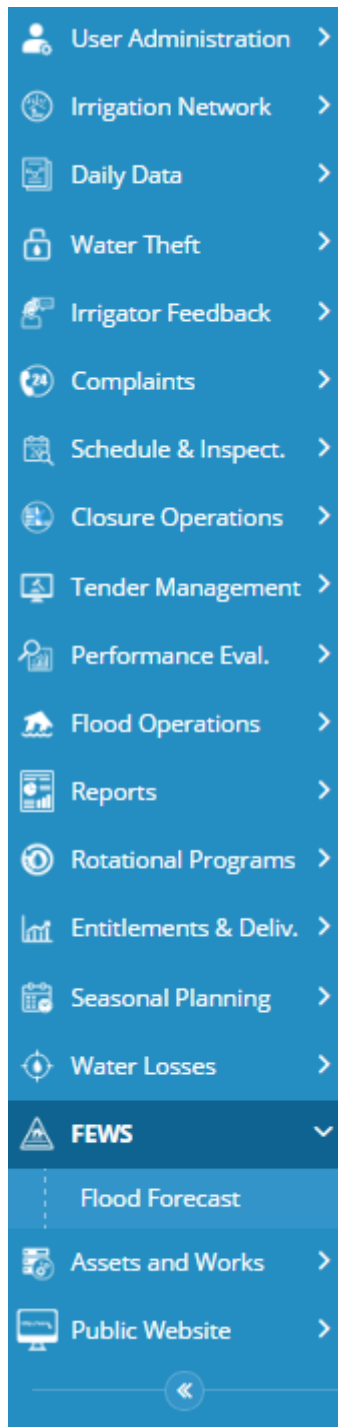 User Administration
Irrigation Network
Daily Data
Water Theft
Irrigator Feedback
24
Complaints
Schedule & Inspect.
Closure Operations
Tender Management
Performance Eval.
Flood Operations
Reports
Rotational Programs
Entitlements & Deliv.
Seasonal Planning
Water Losses
FEWS
Flood Forecast
Assets and Works
Public Website